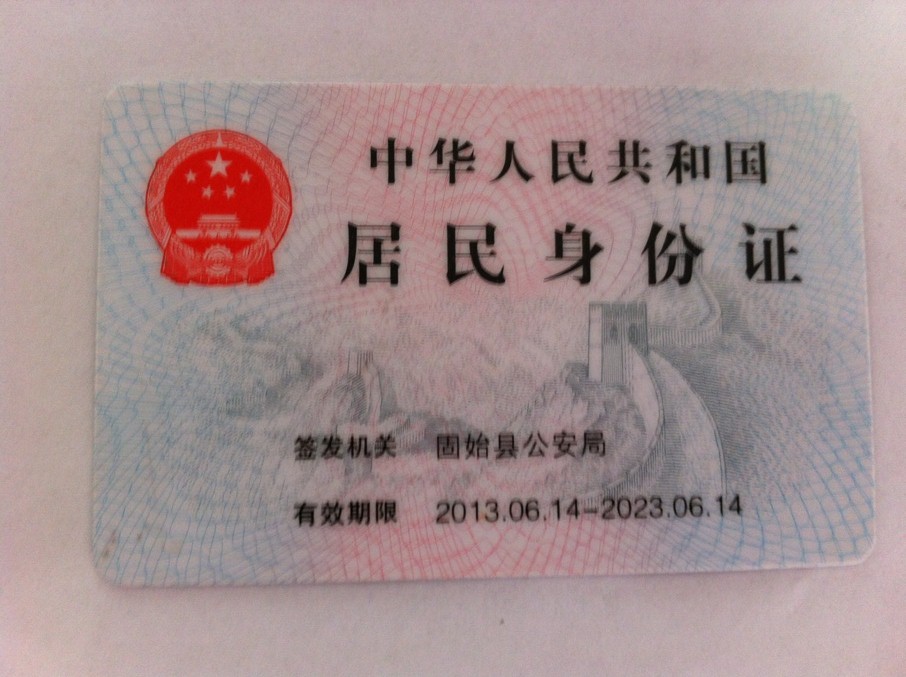 中华人民共和国
居民身份证
签发机关 固始县公安局
有效期限 2013.06.14-2023.06.14